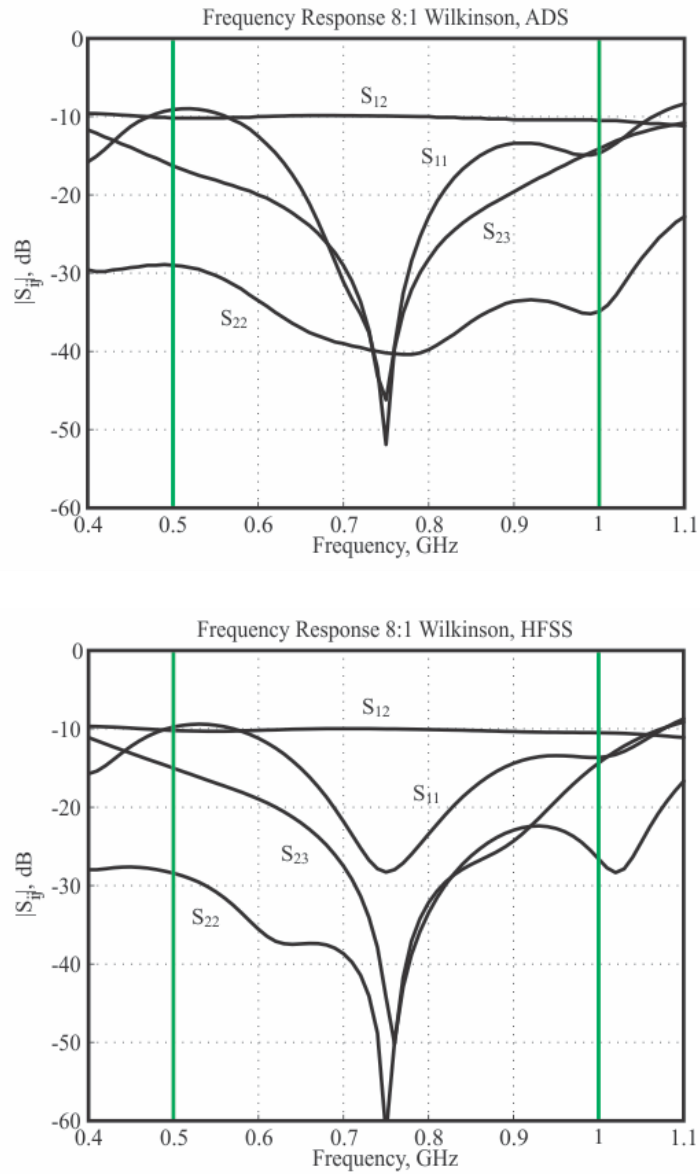 Frequency Response 8:1 Wilkinson, ADS
0
-10
-20
-30
-40
-50
-60
|Sij|, dB
S12
S11
S23
S22
0.4 0.5 0.6 0.7 0.8 0.9 1 1.1
Frequency, GHz
Frequency Response 8:1 Wilkinson, HFSS
0
-10
-20
-30
-40
-50
-60
|Sij|, dB
S12
S11
S23
S22
0.4 0.5 0.6 0.7 0.8 0.9 1 1.1
Frequency, GHz